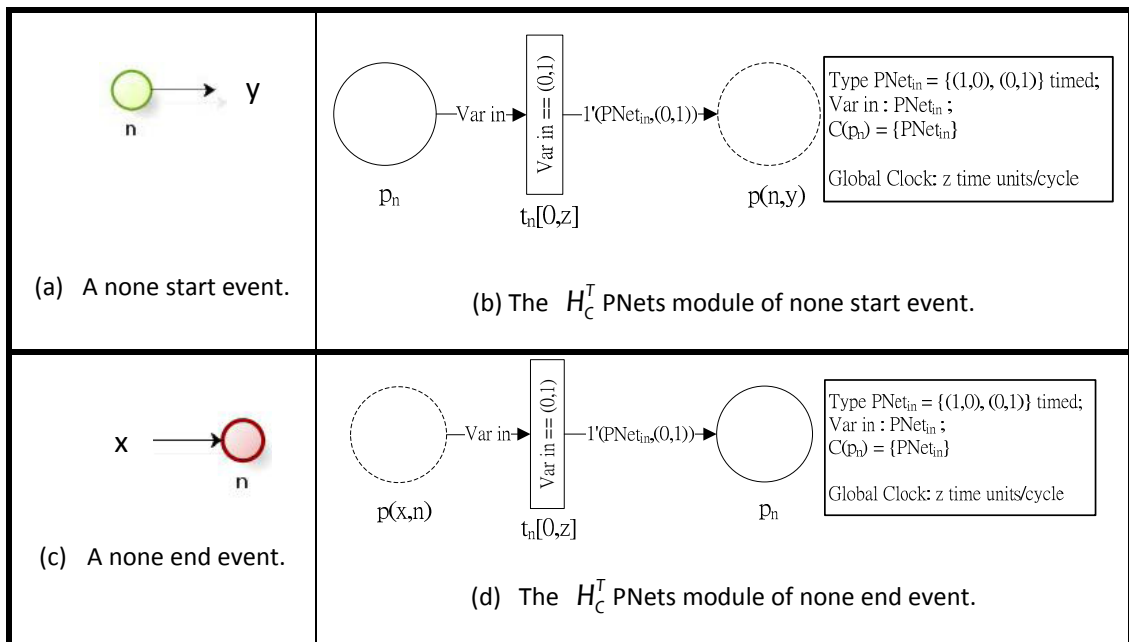 y
n
(a) A none start event.
Var in
Var in == (0,1)
1'(PNet_in,(0,1))
p_n
t_n[0,z]
p(n,y)
Type PNet_in = {(1,0), (0,1)} timed;
Var in : PNet_in ;
C(p_n) = {PNet_in}
Global Clock: z time units/cycle
(b) The H_C^T PNets module of none start event.
x
n
(c) A none end event.
Var in
Var in == (0,1)
1'(PNet_in,(0,1))
p(x,n)
t_n[0,z]
p_n
Type PNet_in = {(1,0), (0,1)} timed;
Var in : PNet_in ;
C(p_n) = {PNet_in}
Global Clock: z time units/cycle
(d) The H_C^T PNets module of none end event.